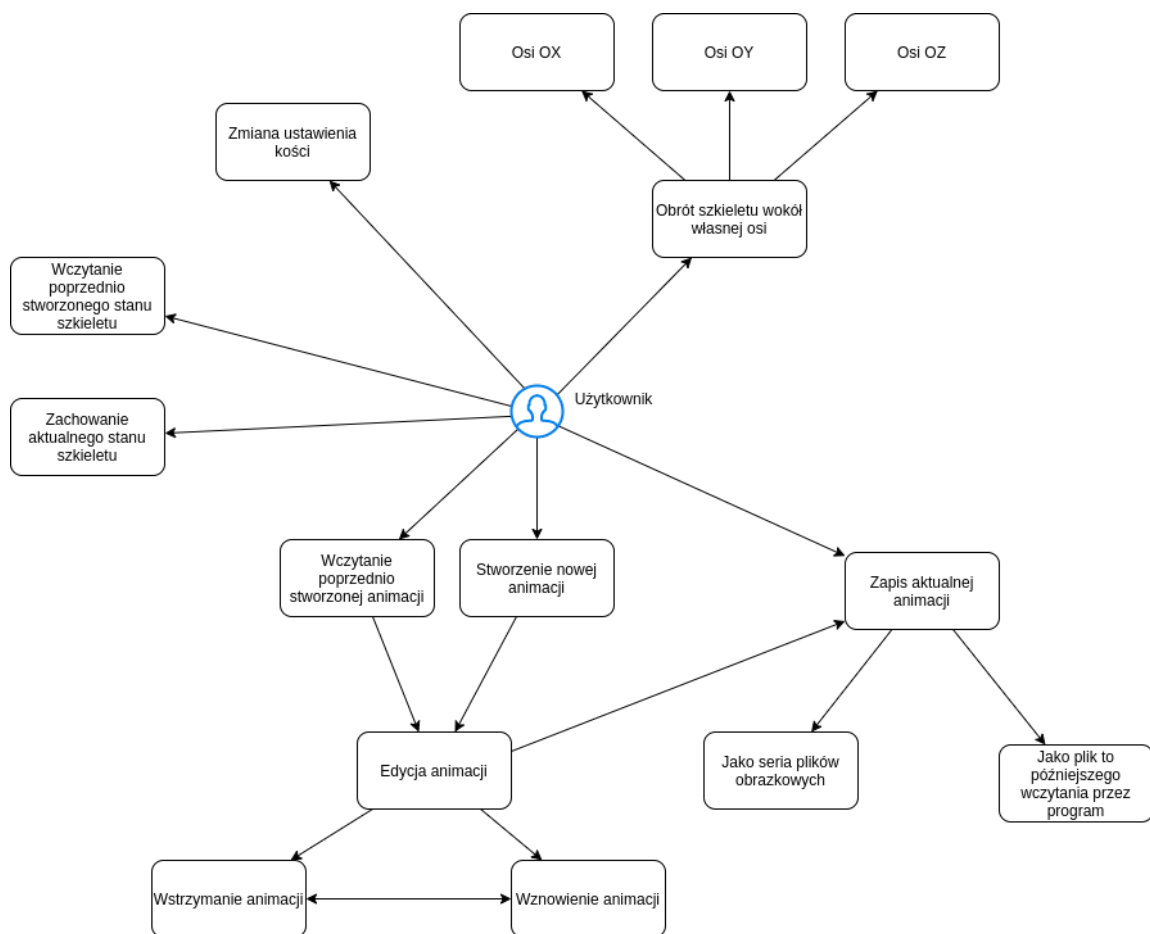 Osi OX
Osi OY
Osi OZ
Zmiana ustawienia
kości
Obrót szkieletu wokół
własnej osi
Wczytanie
poprzednio
stworzonego stanu
szkieletu
Użytkownik
Zachowanie
aktualnego stanu
szkieletu
Wczytanie
poprzednio
stworzonej animacji
Stworzenie nowej
animacji
Zapis aktualnej
animacji
Edycja animacji
Jako seria plików
obrazkowych
Jako plik to
późniejszego
wczytania przez
program
Wstrzymanie animacji
Wznowienie animacji